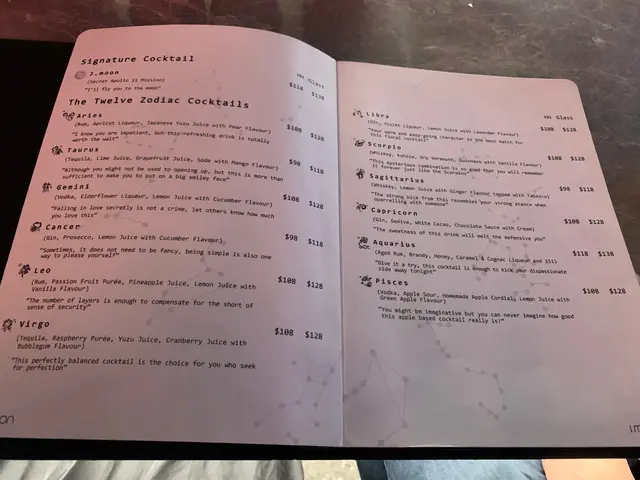 Signature Cocktail
HH Glass
J.moon $118 $138
(Secret Apollo 11 Mission)
"I'll fly you to the moon"
The Twelve Zodiac Cocktails
Aries $108 $128
(Rum, Apricot Liqueur, Japanese Yuzu Juice with Pear Flavour)
"I know you are impatient, but this refreshing drink is totally
worth the wait"
Taurus $98 $118
(Tequila, Lime Juice, Grapefruit Juice, Soda with Mango Flavour)
"Although you might not be used to opening up, but this is more than
sufficient to make you to put on a big smiley face"
Gemini $108 $128
(Vodka, Elderflower Liqueur, Lemon Juice with Cucumber Flavour)
"Falling in love secretly is not a crime, let others know how much
you love this"
Cancer $98 $118
(Gin, Prosecco, Lemon Juice with Cucumber Flavour)
"Sometimes, it does not need to be fancy, being simple is also one
way to please yourself"
Leo $108 $128
(Rum, Passion Fruit Purée, Pineapple Juice, Lemon Juice with
Vanilla Flavour)
"The number of layers is enough to compensate for the short of
sense of security"
Virgo $108 $128
(Tequila, Raspberry Purée, Yuzu Juice, Cranberry Juice with
Bubblegum Flavour)
"This perfectly balanced cocktail is the choice for you who seek
for perfection"
on
HH Glass
Libra $108 $128
(Gin, Violet Liqueur, Lemon Juice with Lavender Flavour)
"Your warm and easy-going character is the best match for
this floral cocktail"
Scorpio $108 $128
(Whiskey, Kahlúa, Dry Vermouth, Guinness with Vanilla Flavour)
"This mysterious combination is so good that you will remember
it forever just like the Scorpio"
Sagittarius $98 $118
(Whiskey, Lemon Juice with Ginger Flavour topped with Tabasco)
"The strong kick from this resembles your strong stance when
quarrelling with someone"
Capricorn $108 $128
(Gin, Godiva, White Cacao, Chocolate Sauce with Cream)
"The sweetness of this drink will melt the defensive you"
Aquarius $118 $138
(Aged Rum, Brandy, Honey, Caramel & Cognac Liqueur and 151)
"Give it a try, this cocktail is enough to kick your dispassionate
side away tonight"
Pisces $108 $128
(Vodka, Apple Sour, Homemade Apple Cordial, Lemon Juice with
Green Apple Flavour)
"You might be imaginative but you can never imagine how good
this apple based cocktail really is!"